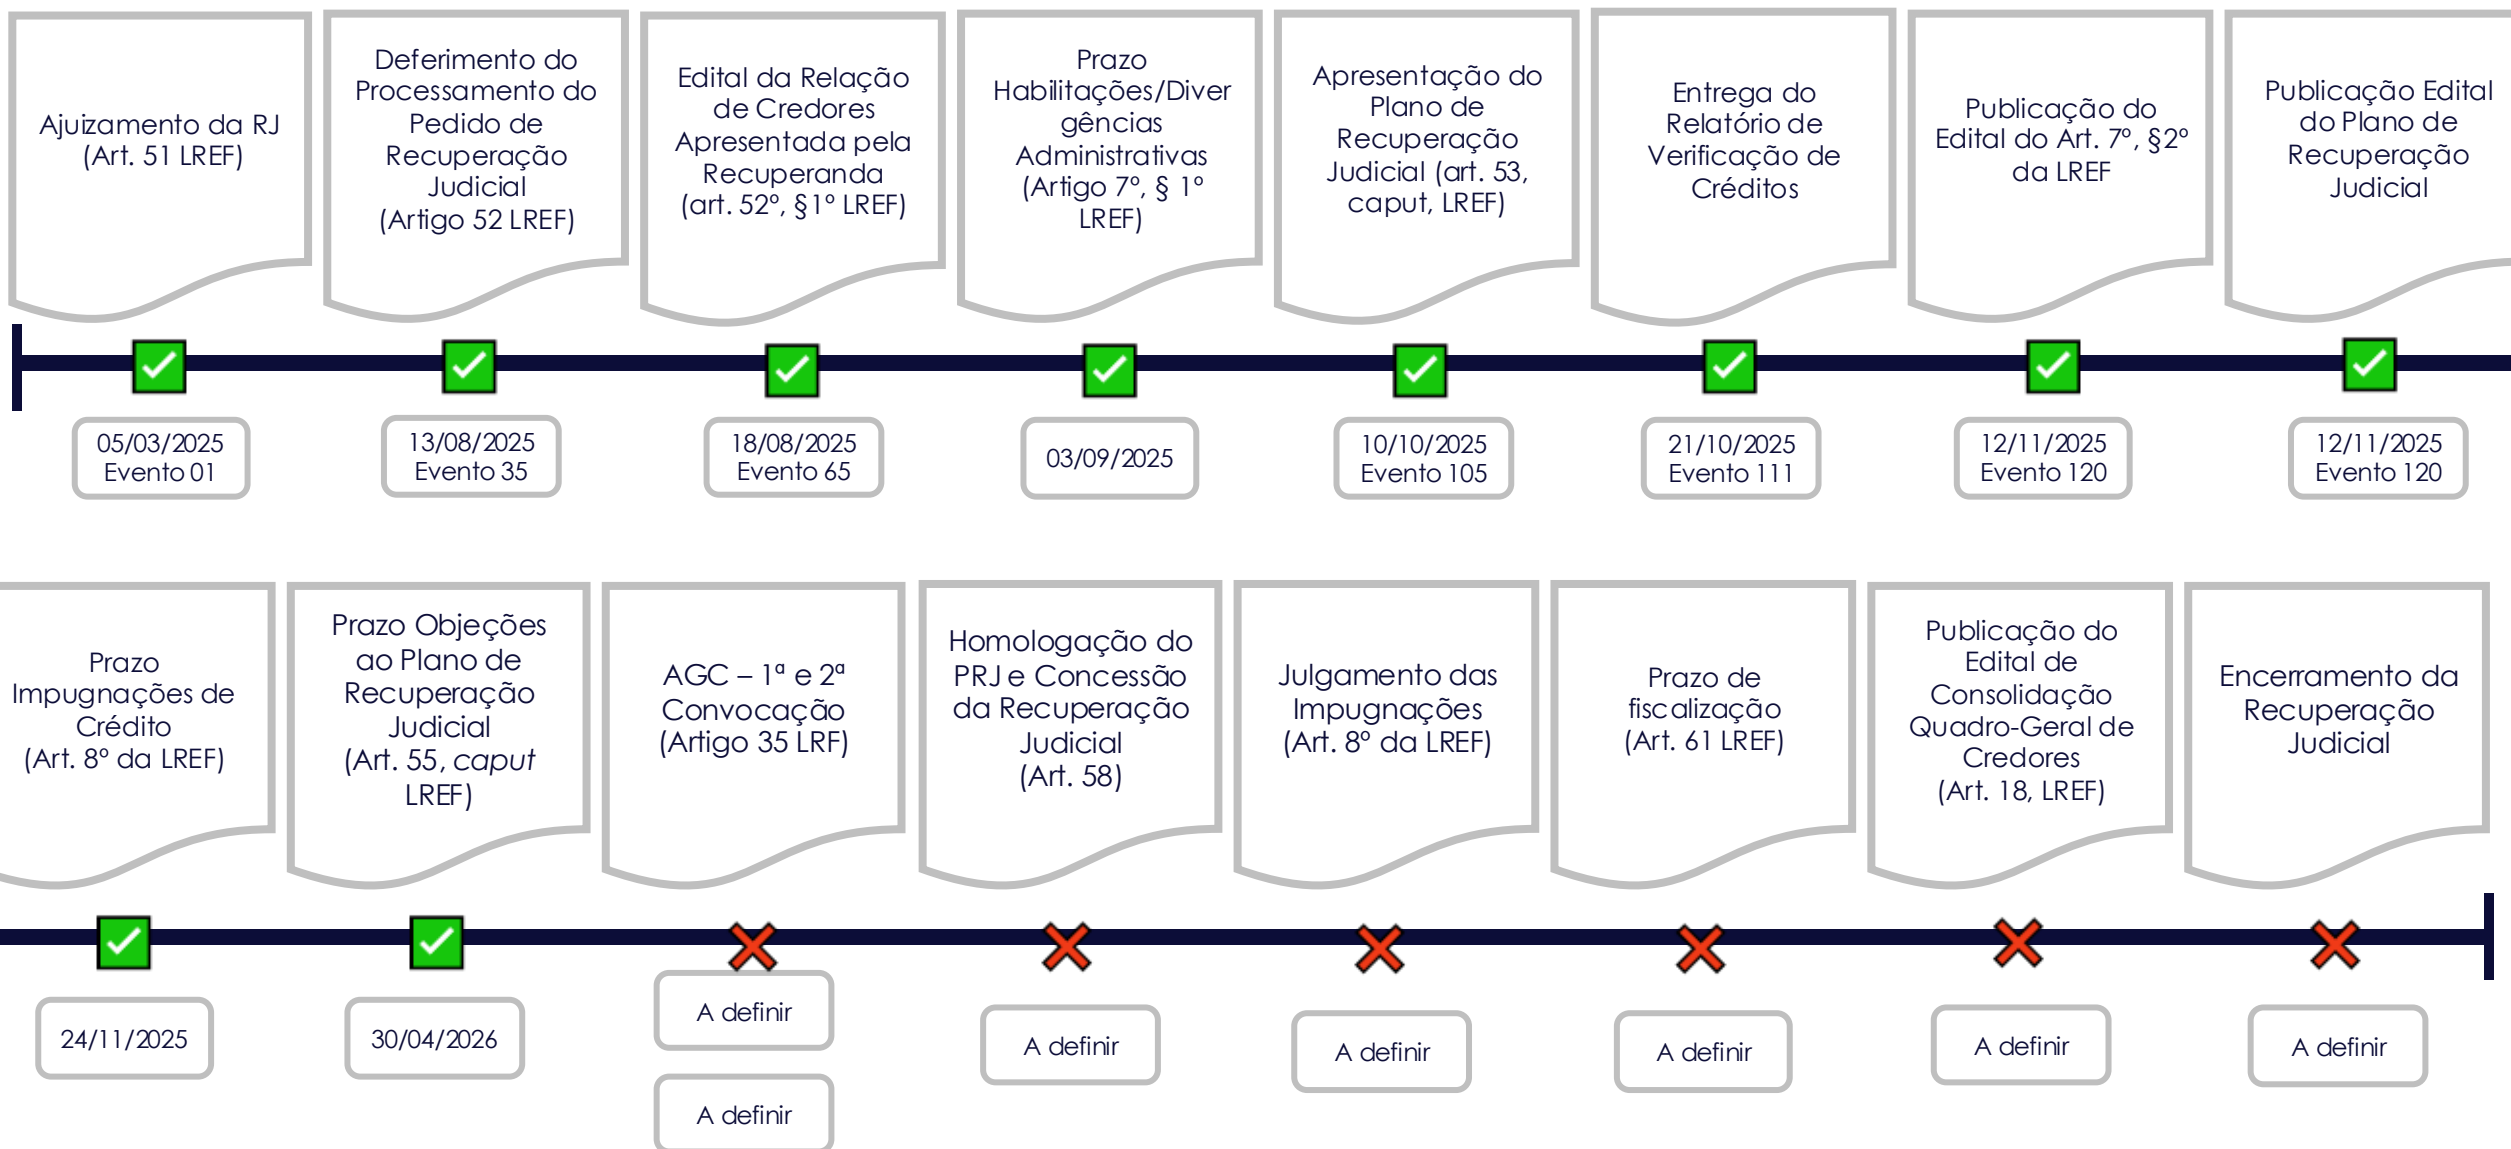 Ajuizamento da RJ
(Art. 51 LREF)
Deferimento do
Processamento do
Pedido de
Recuperação
Judicial
(Artigo 52 LREF)
Edital da Relação
de Credores
Apresentada pela
Recuperanda
(art. 52º, §1º LREF)
Prazo
Habilitações/Diver
gências
Administrativas
(Artigo 7º, § 1º
LREF)
Apresentação do
Plano de
Recuperação
Judicial (art. 53,
caput, LREF)
Entrega do
Relatório de
Verificação de
Créditos
Publicação do
Edital do Art. 7º, §2º
da LREF
Publicação Edital
do Plano de
Recuperação
Judicial
05/03/2025
Evento 01
13/08/2025
Evento 35
18/08/2025
Evento 65
03/09/2025
10/10/2025
Evento 105
21/10/2025
Evento 111
12/11/2025
Evento 120
12/11/2025
Evento 120
Prazo
Impugnações de
Crédito
(Art. 8º da LREF)
Prazo Objeções
ao Plano de
Recuperação
Judicial
(Art. 55, caput
LREF)
AGC – 1ª e 2ª
Convocação
(Artigo 35 LRF)
Homologação do
PRJ e Concessão
da Recuperação
Judicial
(Art. 58)
Julgamento das
Impugnações
(Art. 8º da LREF)
Prazo de
fiscalização
(Art. 61 LREF)
Publicação do
Edital de
Consolidação
Quadro-Geral de
Credores
(Art. 18, LREF)
Encerramento da
Recuperação
Judicial
24/11/2025
30/04/2026
A definir
A definir
A definir
A definir
A definir
A definir
A definir